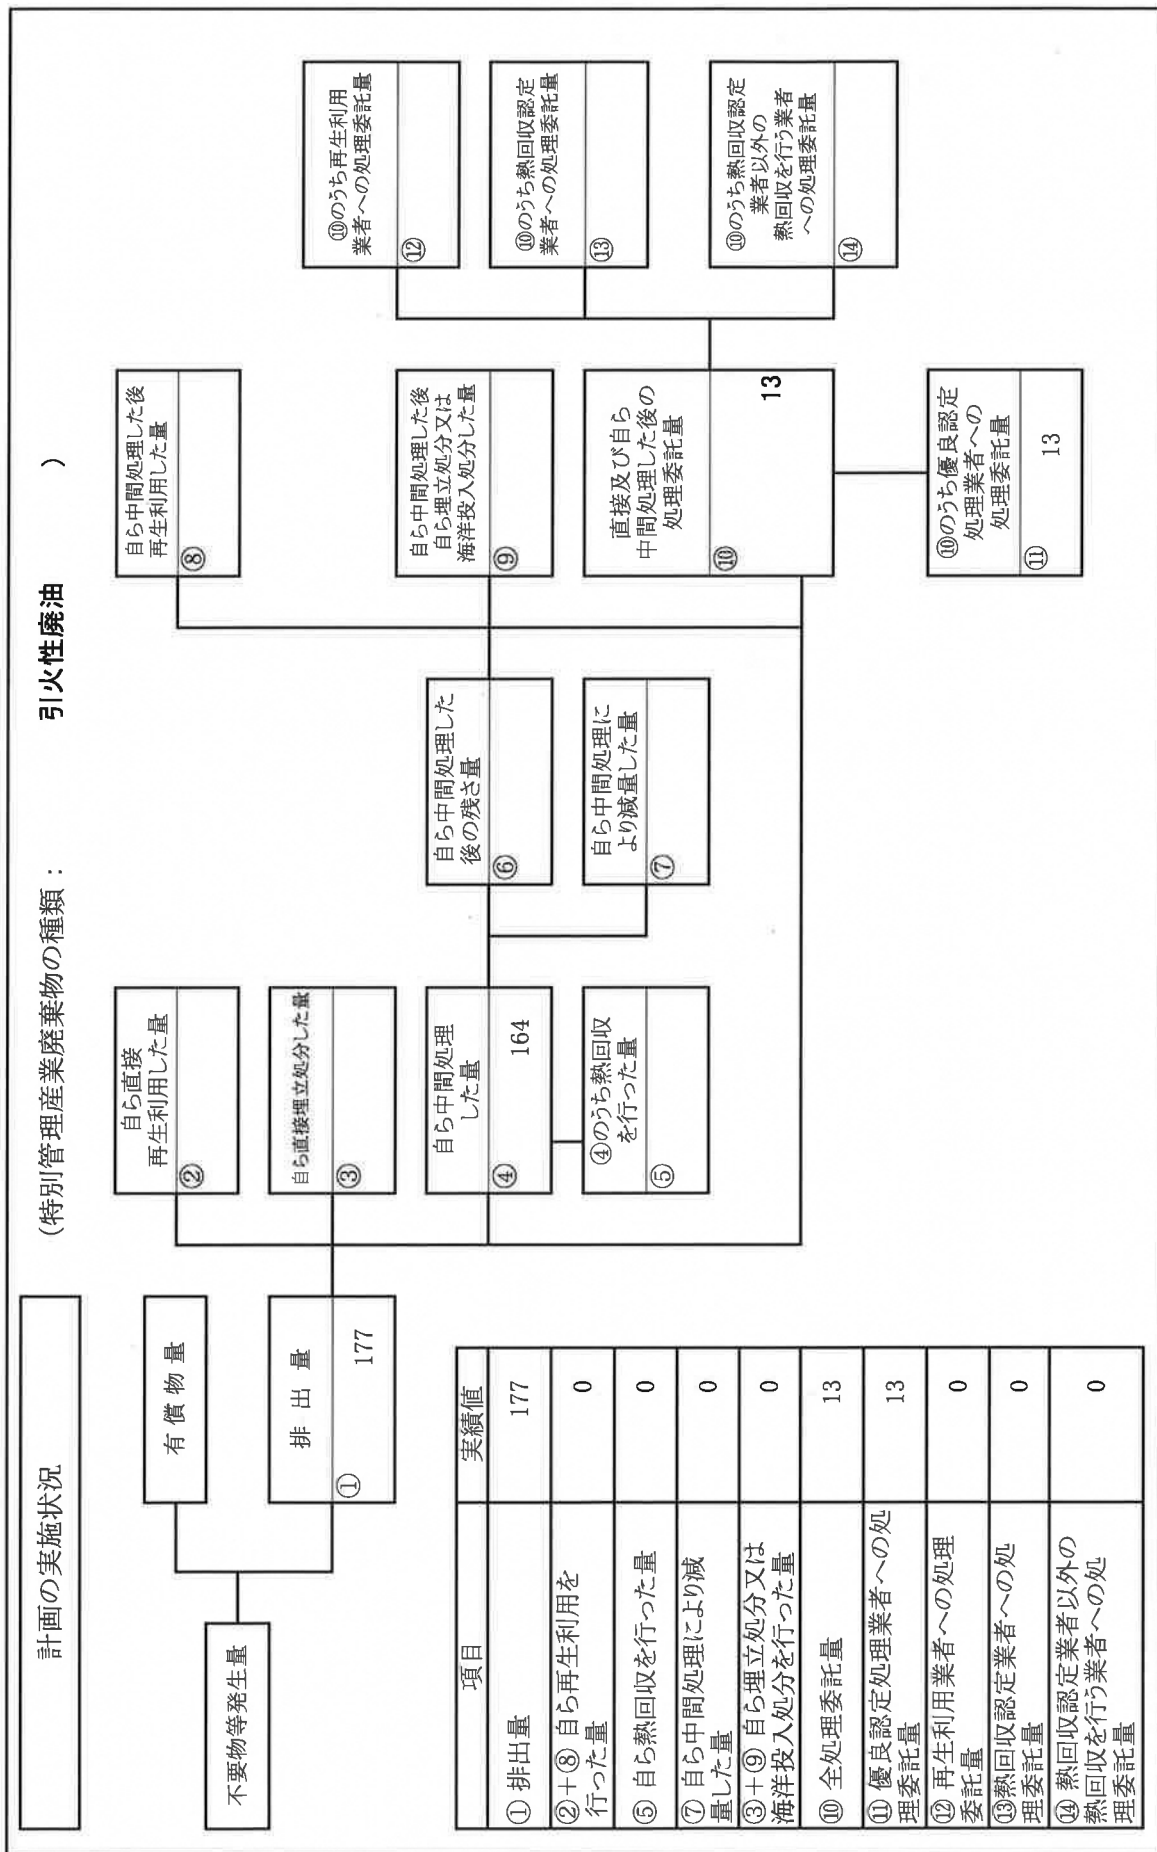 計画の実施状況
(特別管理産業廃棄物の種類：
引火性廃油
)
不要物等発生量
有償物量
排出量
①
177
自ら直接
再生利用した量
②
自ら直接埋立処分した量
③
自ら中間処理
した量
④
164
④のうち熱回収
を行った量
⑤
自ら中間処理した
後の残さ量
⑥
自ら中間処理に
より減量した量
⑦
自ら中間処理した後
再生利用した量
⑧
自ら中間処理した後
自ら埋立処分又は
海洋投入処分した量
⑨
直接及び自ら
中間処理した後の
処理委託量
⑩
13
⑩のうち優良認定
処理業者への
処理委託量
⑪
13
⑩のうち再生利用
業者への処理委託量
⑫
⑩のうち熱回収認定
業者への処理委託量
⑬
⑩のうち熱回収認定
業者以外の
熱回収を行う業者
への処理委託量
⑭
項目
実績値
① 排出量
177
②＋⑧ 自ら再生利用を
行った量
0
⑤ 自ら熱回収を行った量
0
⑦ 自ら中間処理により減
量した量
0
③＋⑨ 自ら埋立処分又は
海洋投入処分を行った量
0
⑩ 全処理委託量
13
⑪ 優良認定処理業者への処
理委託量
13
⑫ 再生利用業者への処理
委託量
0
⑬熱回収認定業者への処
理委託量
0
⑭ 熱回収認定業者以外の
熱回収を行う業者への処
理委託量
0